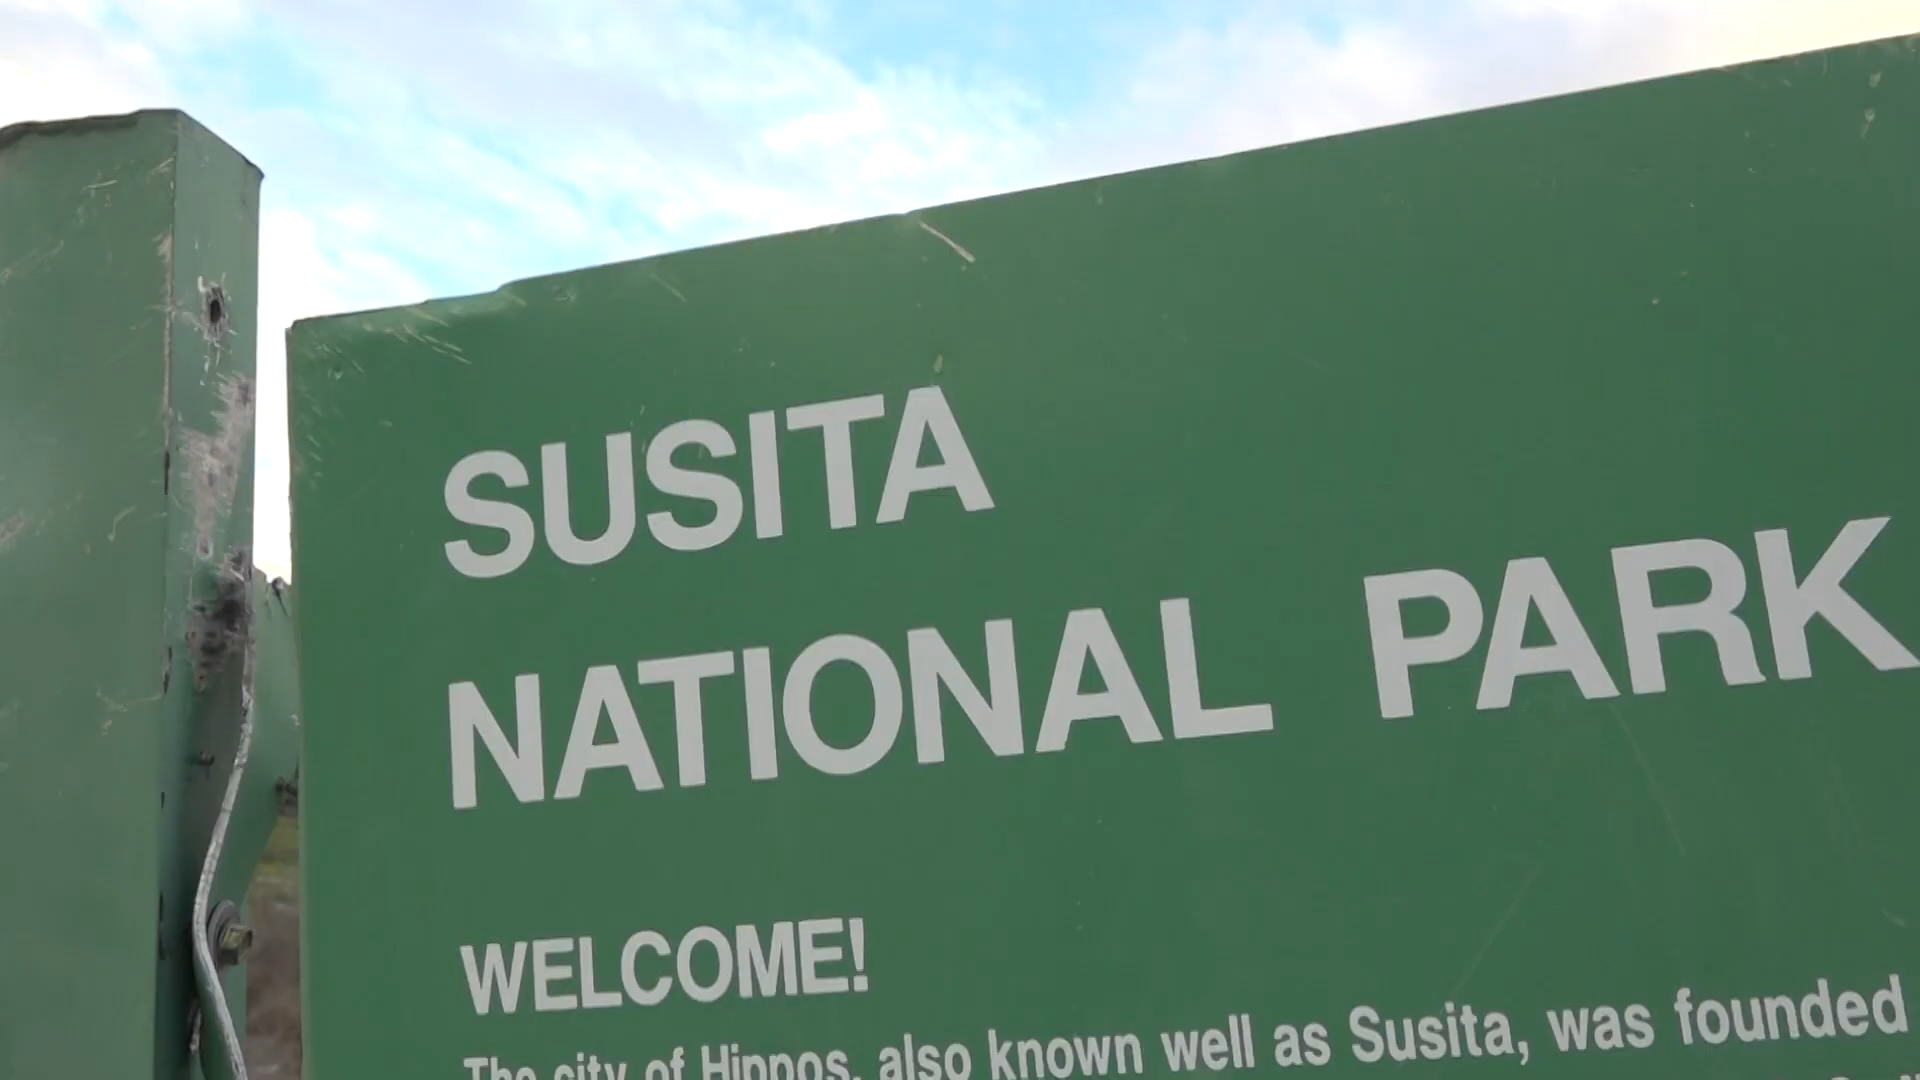 SUSITA
NATIONAL PARK
WELCOME!
The city of Hippos, also known well as Susita, was founded